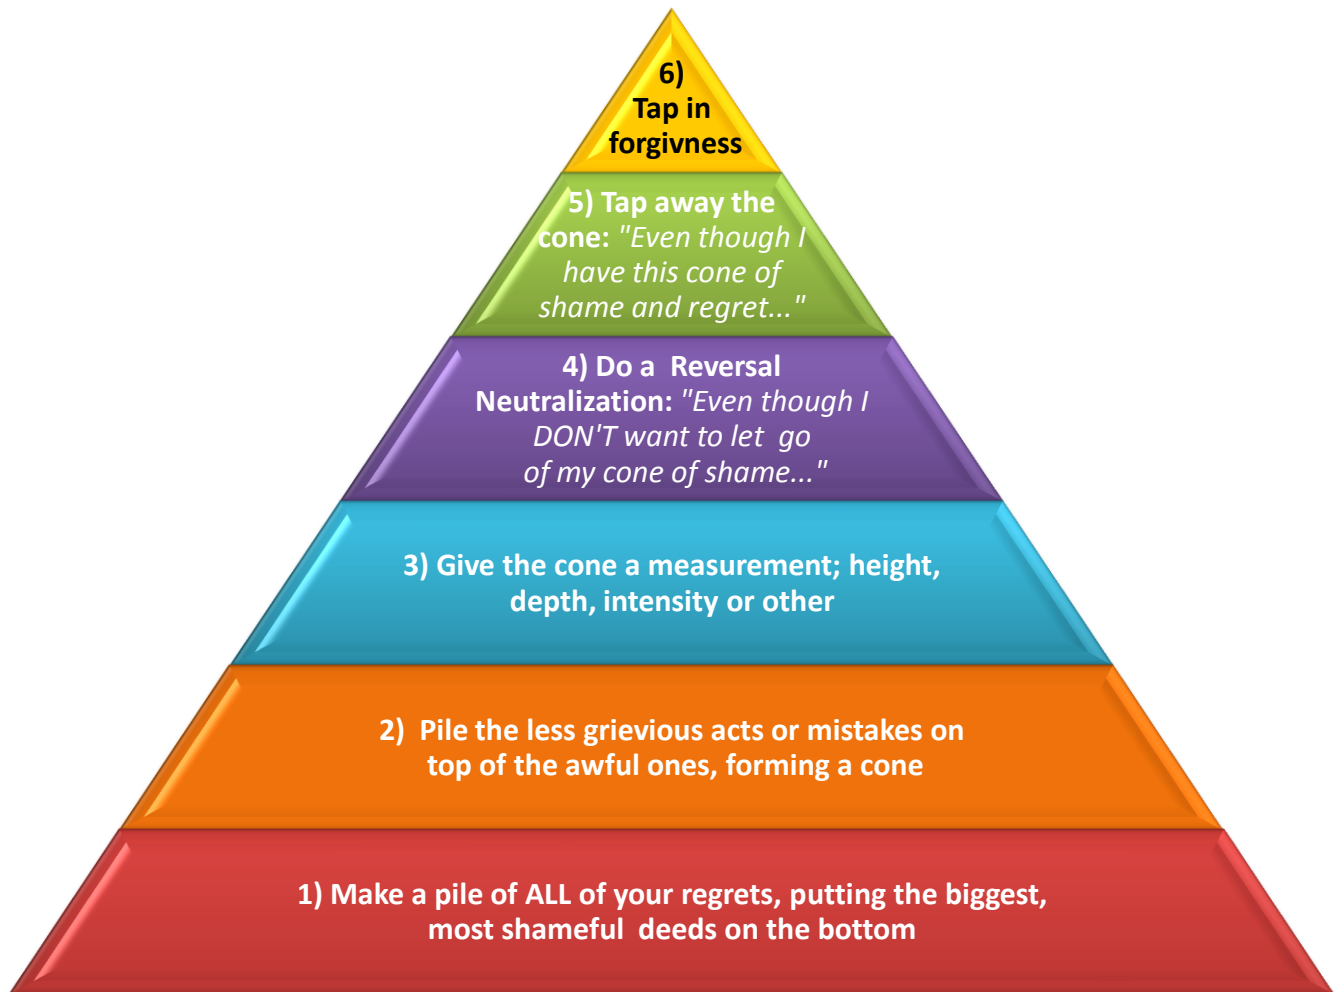 6)
Tap in
forgivness
5) Tap away the
cone: "Even though I
have this cone of
shame and regret..."
4) Do a  Reversal
Neutralization: "Even though I
DON'T want to let  go
of my cone of shame..."
3) Give the cone a measurement; height,
depth, intensity or other
2)  Pile the less grievious acts or mistakes on
top of the awful ones, forming a cone
1) Make a pile of ALL of your regrets, putting the biggest,
most shameful  deeds on the bottom